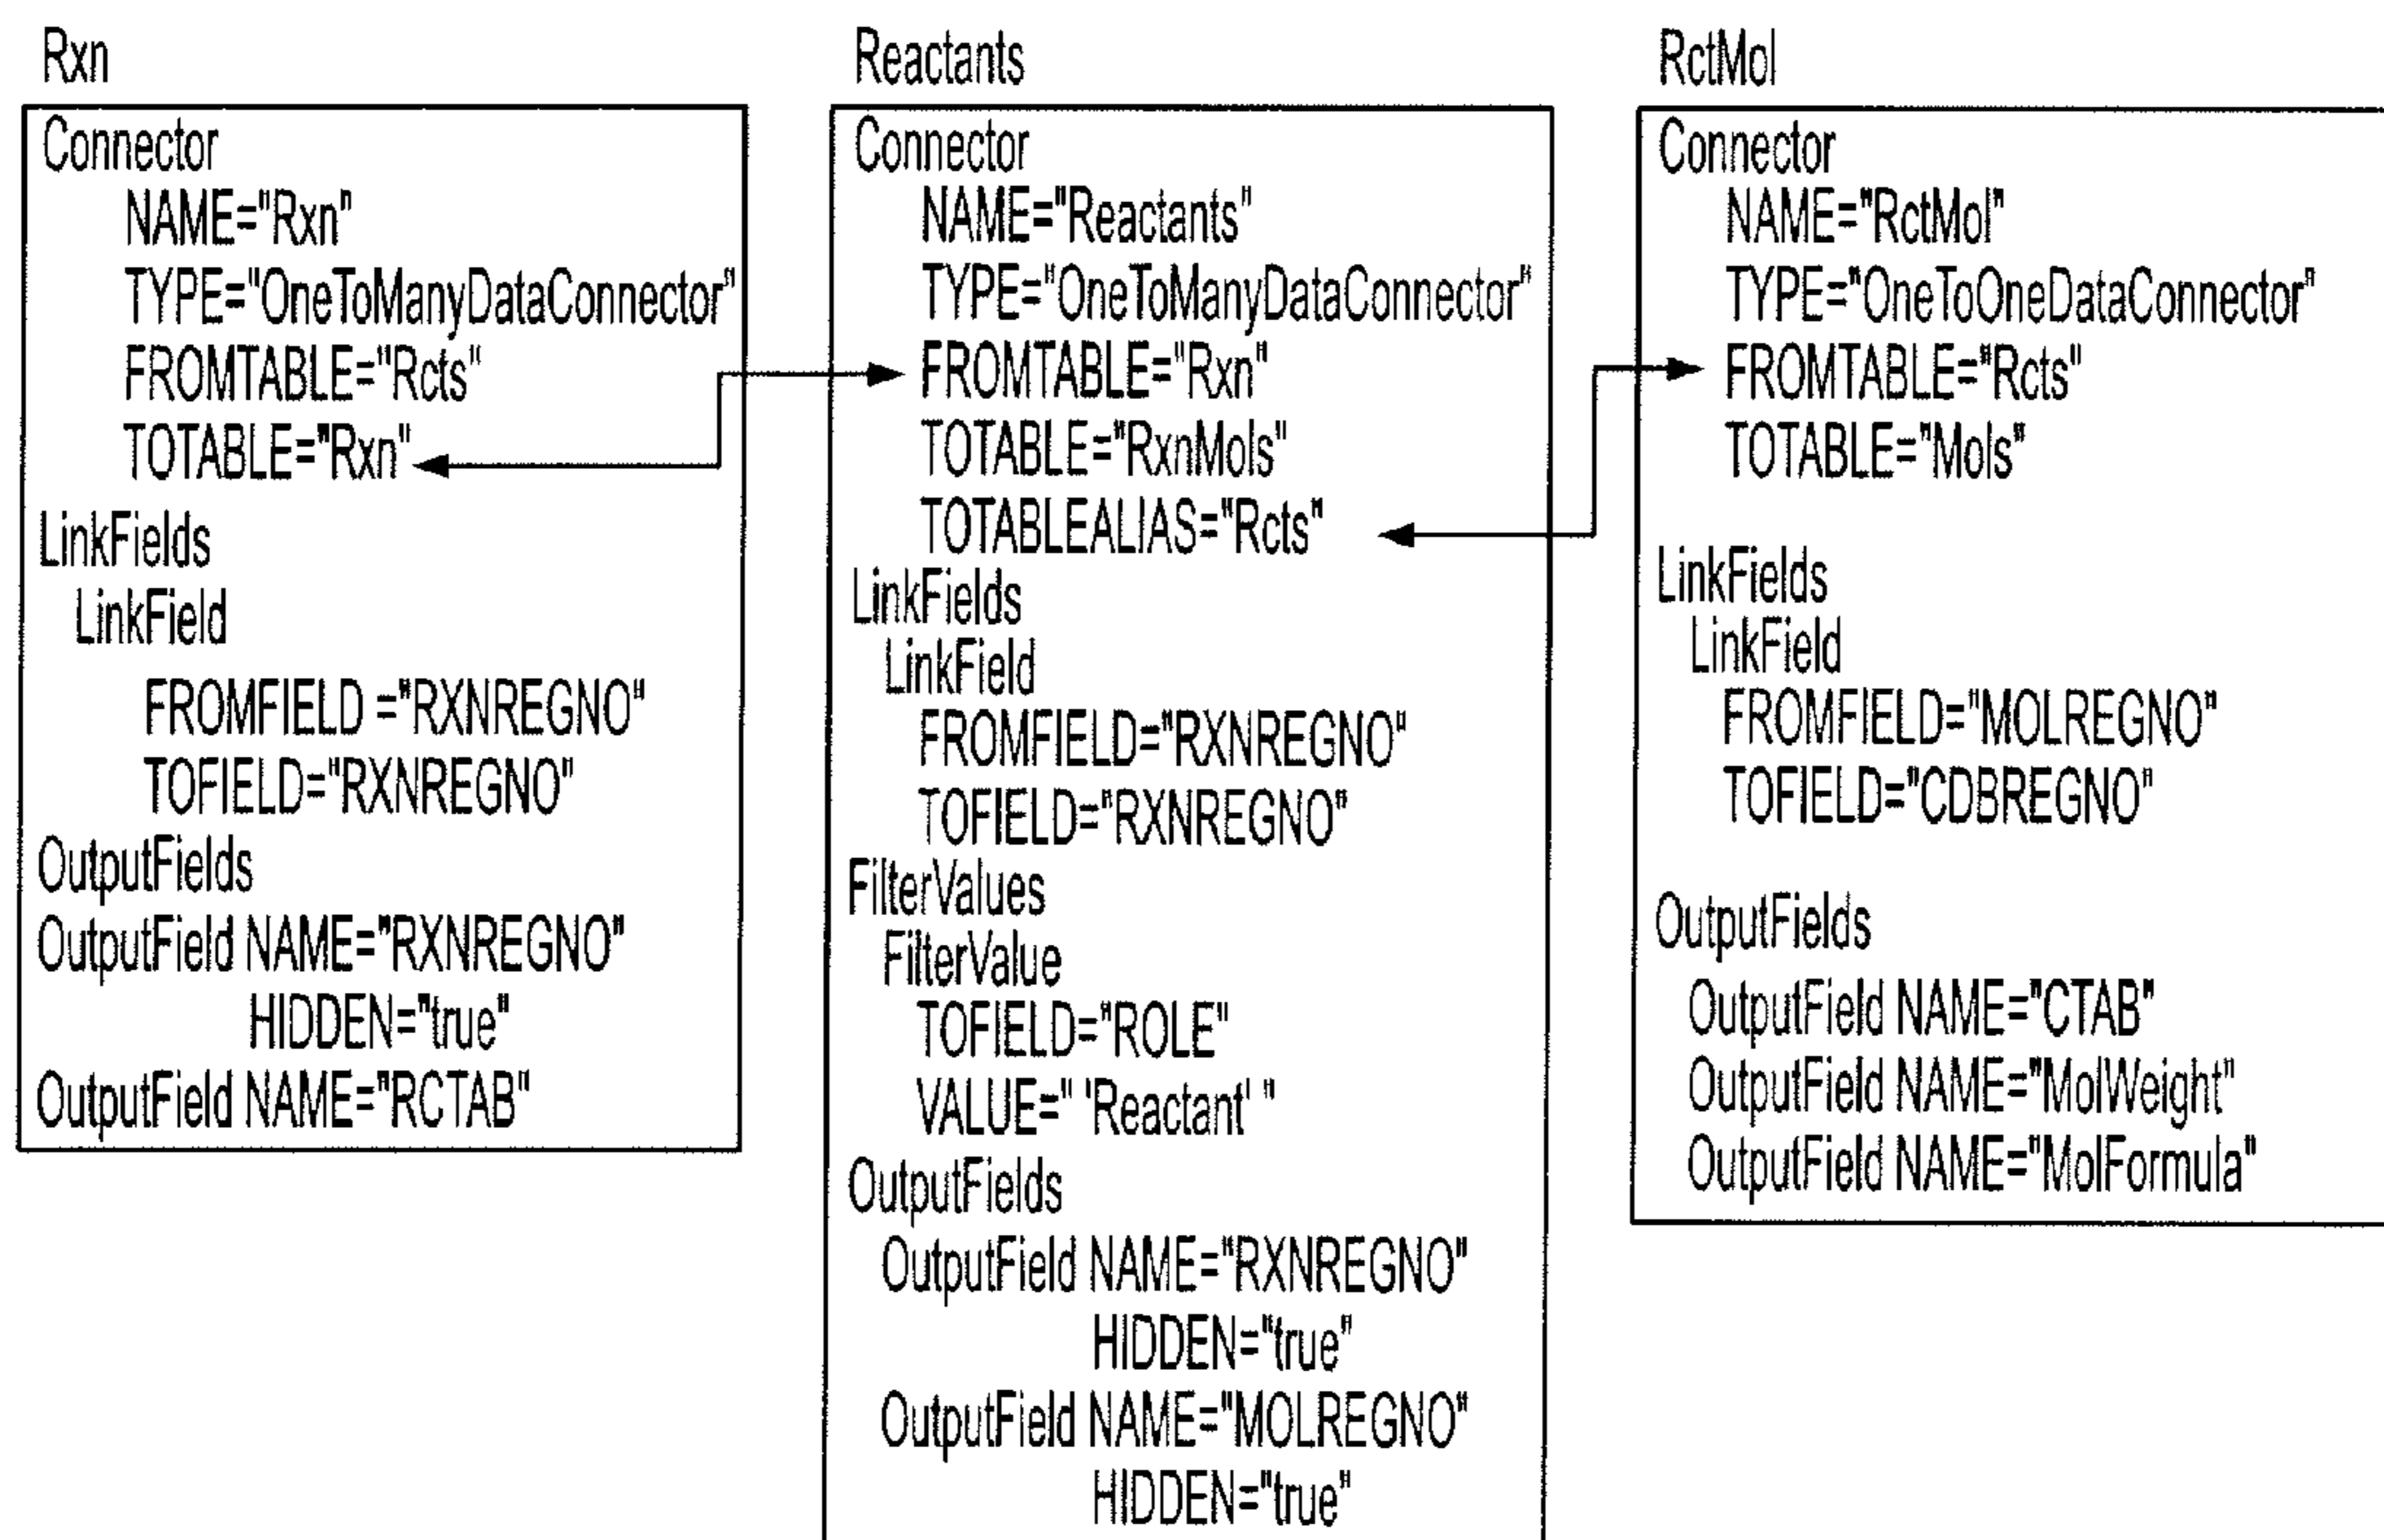 Rxn
Connector
NAME="Rxn"
TYPE="OneToManyDataConnector"
FROMTABLE="Rcts"
TOTABLE="Rxn"
LinkFields
LinkField
FROMFIELD ="RXNREGNO"
TOFIELD="RXNREGNO"
OutputFields
OutputField NAME="RXNREGNO"
HIDDEN="true"
OutputField NAME="RCTAB"
Reactants
Connector
NAME="Reactants"
TYPE="OneToManyDataConnector"
FROMTABLE="Rxn"
TOTABLE="RxnMols"
TOTABLEALIAS="Rcts"
LinkFields
LinkField
FROMFIELD="RXNREGNO"
TOFIELD="RXNREGNO"
FilterValues
FilterValue
TOFIELD="ROLE"
VALUE=" 'Reactant' "
OutputFields
OutputField NAME="RXNREGNO"
HIDDEN="true"
OutputField NAME="MOLREGNO"
HIDDEN="true"
RctMol
Connector
NAME="RctMol"
TYPE="OneToOneDataConnector"
FROMTABLE="Rcts"
TOTABLE="Mols"
LinkFields
LinkField
FROMFIELD="MOLREGNO"
TOFIELD="CDBREGNO"
OutputFields
OutputField NAME="CTAB"
OutputField NAME="MolWeight"
OutputField NAME="MolFormula"